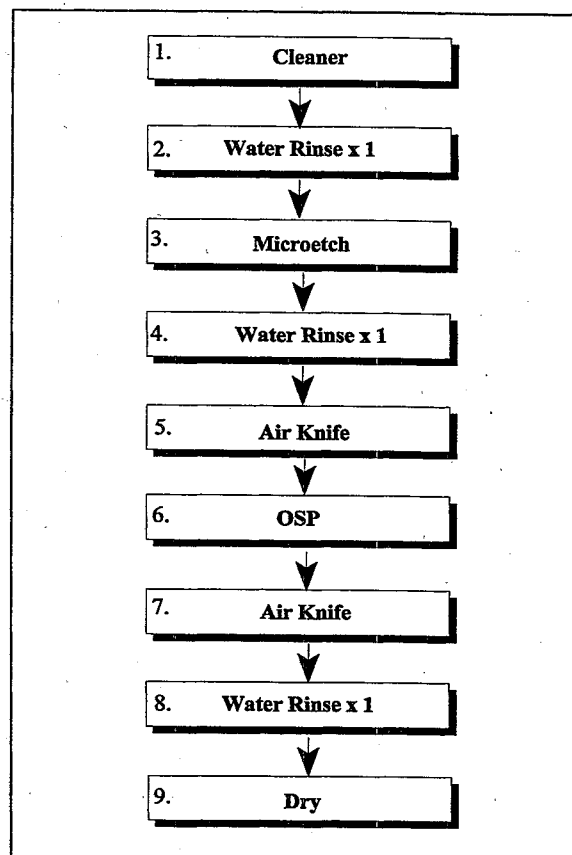 1. Cleaner
2. Water Rinse x 1
3. Microetch
4. Water Rinse x 1
5. Air Knife
6. OSP
7. Air Knife
8. Water Rinse x 1
9. Dry